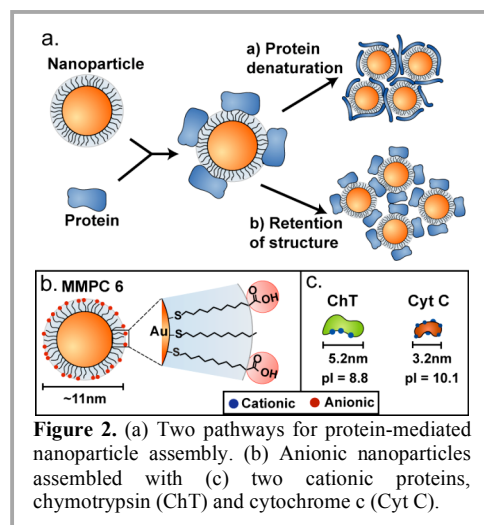 a.
Nanoparticle
Protein
a) Protein
denaturation
b) Retention
of structure
b. MMPC 6
Au
S
S
S
O
OH
O
OH
~11nm
c.
ChT
Cyt C
5.2nm
3.2nm
pI = 8.8
pI = 10.1
Cationic
Anionic
Figure 2. (a) Two pathways for protein-mediated
nanoparticle assembly. (b) Anionic nanoparticles
assembled with (c) two cationic proteins,
chymotrypsin (ChT) and cytochrome c (Cyt C).